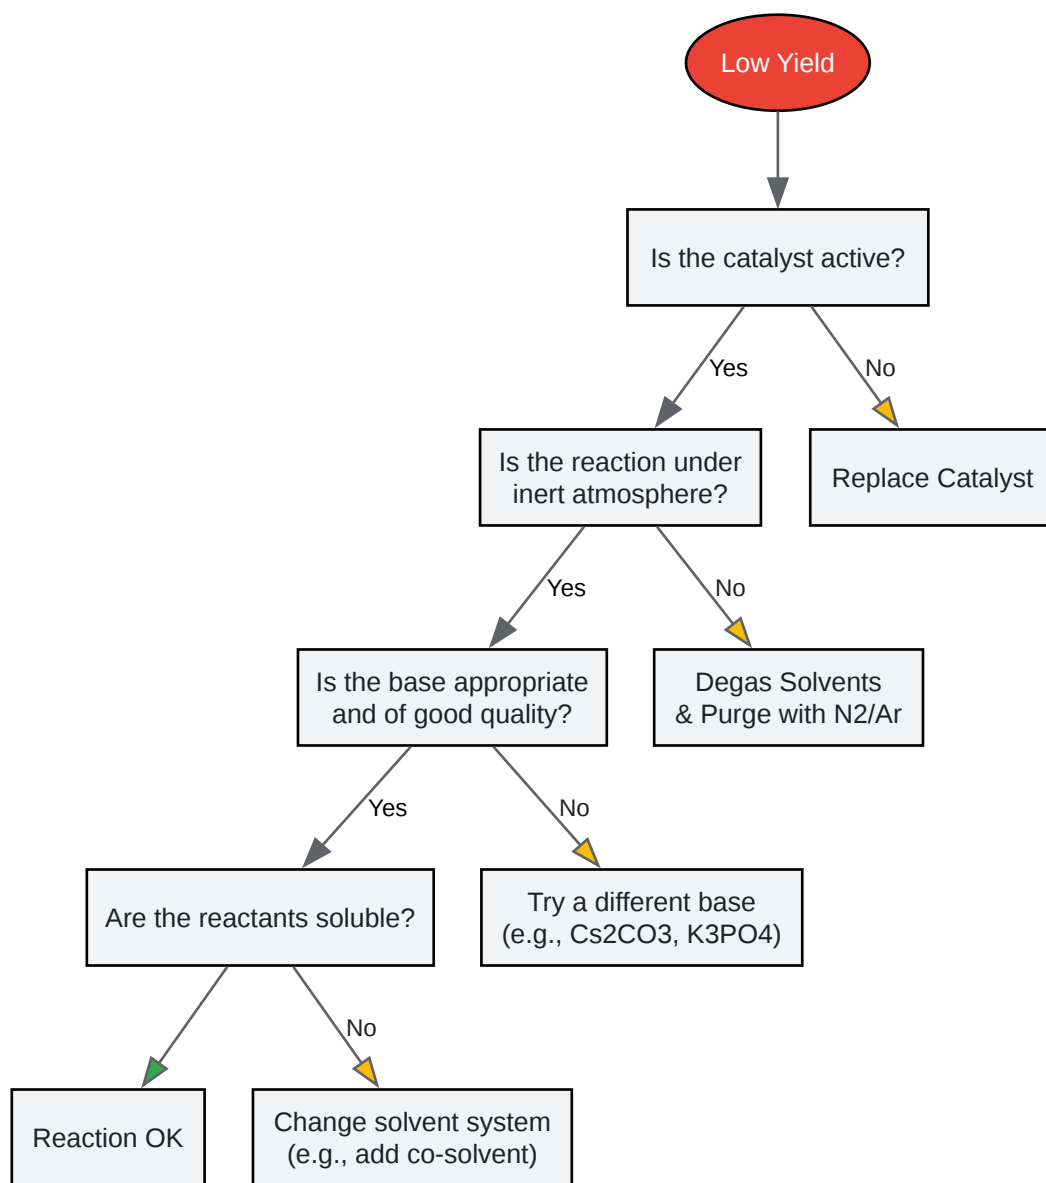 Low Yield
Is the catalyst active?
Yes
No
Is the reaction under
inert atmosphere?
Replace Catalyst
Yes
No
Is the base appropriate
and of good quality?
Degas Solvents
& Purge with N2/Ar
Yes
No
Are the reactants soluble?
Try a different base
(e.g., Cs2CO3, K3PO4)
No
Reaction OK
Change solvent system
(e.g., add co-solvent)